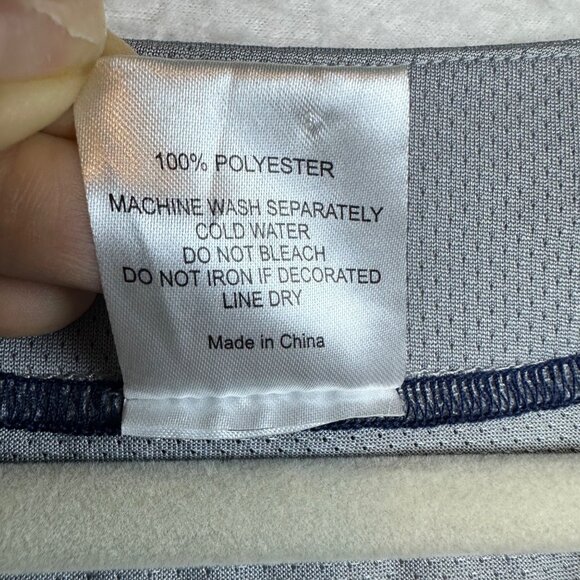 100% POLYESTER
MACHINE WASH SEPARATELY
COLD WATER
DO NOT BLEACH
DO NOT IRON IF DECORATED
LINE DRY
Made in China